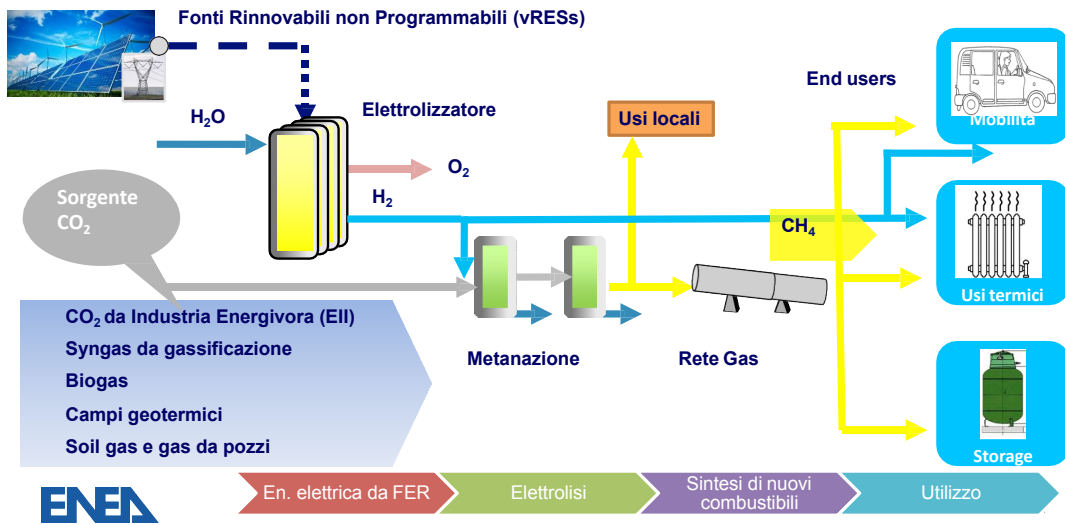 Fonti Rinnovabili non Programmabili (vRESs)
End users
Elettrolizzatore
H₂O
Usi locali
Mobilità
O₂
Sorgente
CO₂
H₂
CH₄
CO₂ da Industria Energivora (EII)
Syngas da gassificazione
Biogas
Campi geotermici
Soil gas e gas da pozzi
Metanazione
Rete Gas
Usi termici
Storage
ENEA
En. elettrica da FER
Elettrolisi
Sintesi di nuovi
combustibili
Utilizzo